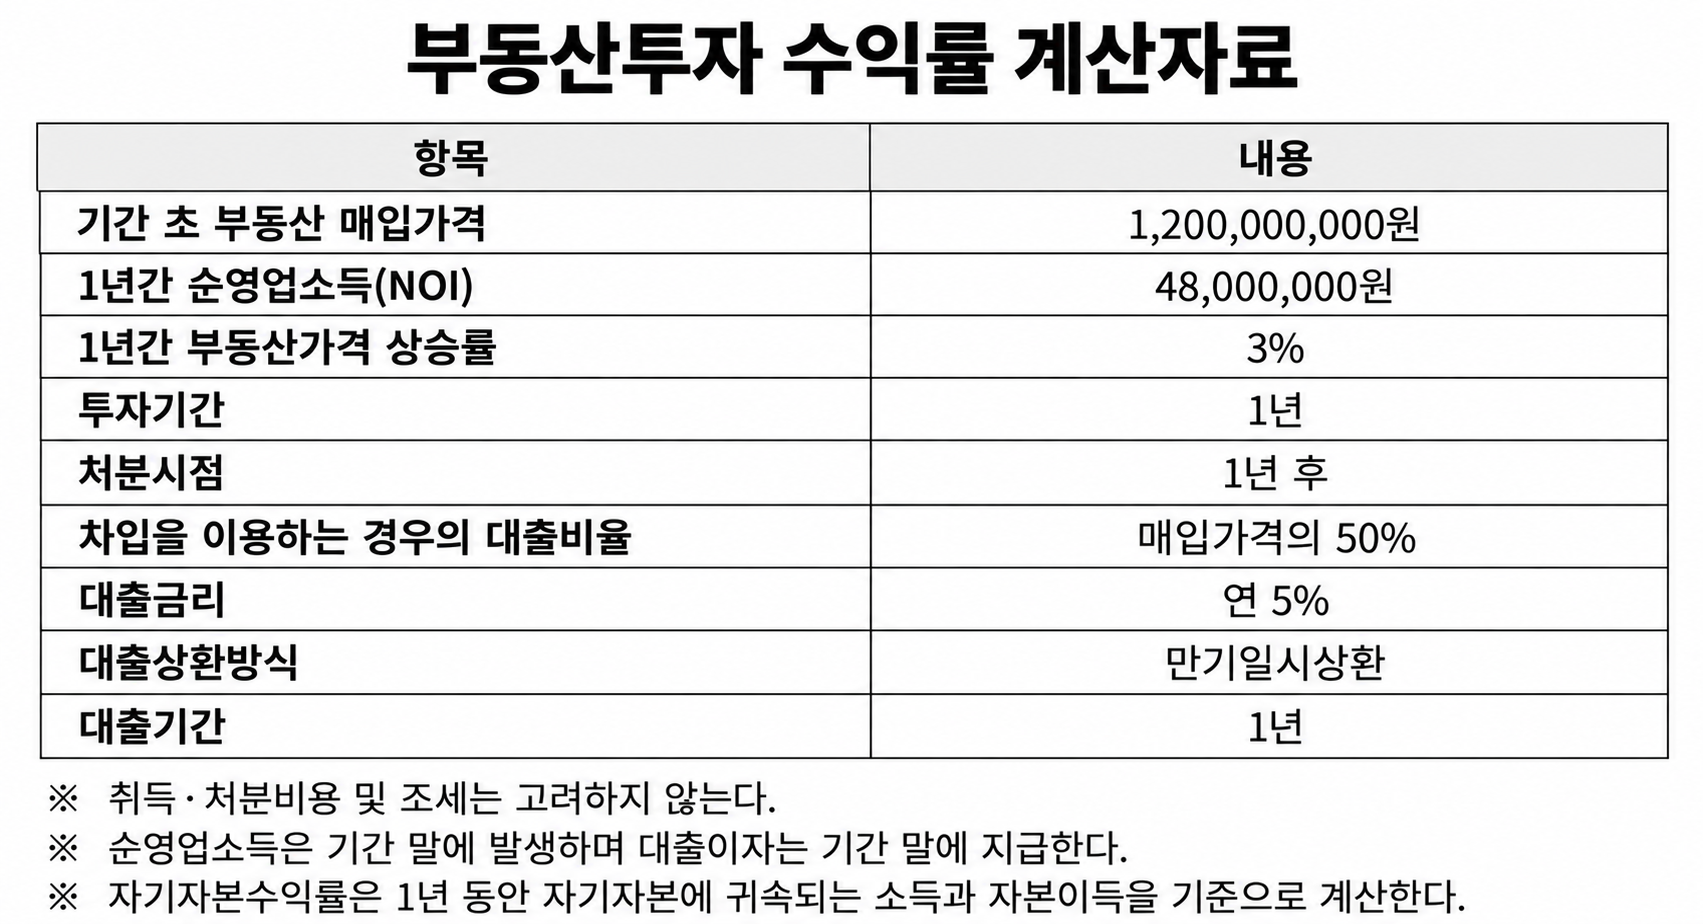 부동산투자 수익률 계산자료
항목 내용
기간 초 부동산 매입가격 1,200,000,000원
1년간 순영업소득(NOI) 48,000,000원
1년간 부동산가격 상승률 3%
투자기간 1년
처분시점 1년 후
차입을 이용하는 경우의 대출비율 매입가격의 50%
대출금리 연 5%
대출상환방식 만기일시상환
대출기간 1년
※ 취득·처분비용 및 조세는 고려하지 않는다.
※ 순영업소득은 기간 말에 발생하며 대출이자는 기간 말에 지급한다.
※ 자기자본수익률은 1년 동안 자기자본에 귀속되는 소득과 자본이득을 기준으로 계산한다.